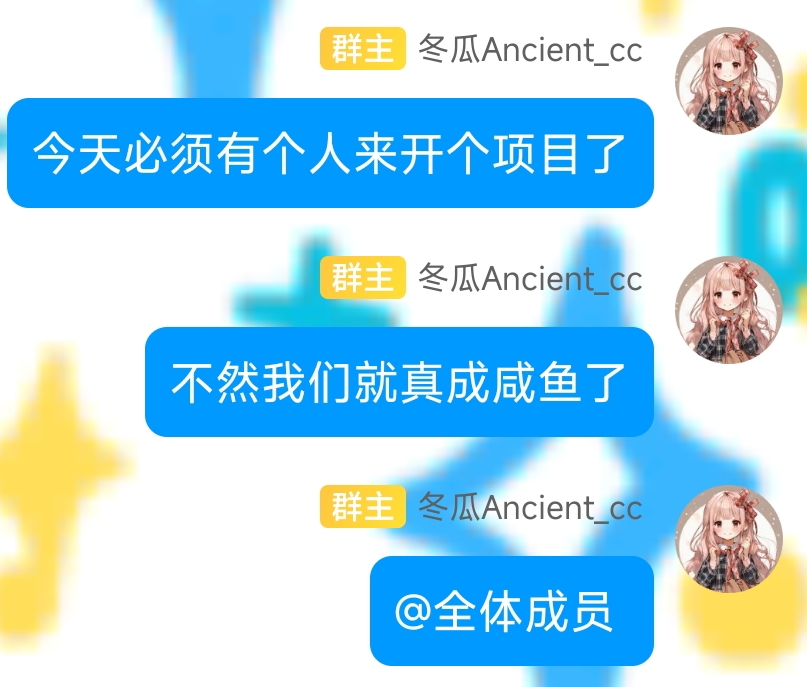 群主 冬瓜Ancient_cc
今天必须有个人来开个项目了
群主 冬瓜Ancient_cc
不然我们就真成咸鱼了
群主 冬瓜Ancient_cc
@全体成员